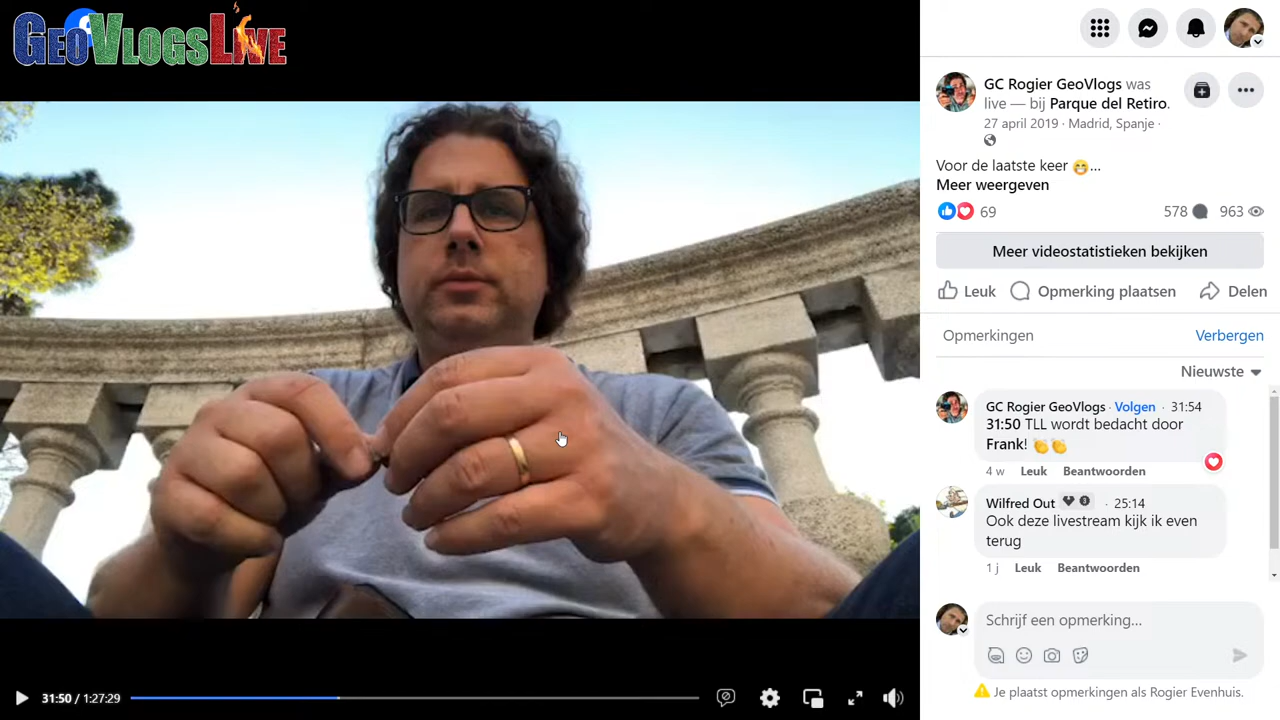 GEOVLOGSLIVE
GC Rogier GeoVlogs was
live — bij Parque del Retiro.
27 april 2019 · Madrid, Spanje ·
Voor de laatste keer 😁...
Meer weergeven
69
578
963
Meer videostatistieken bekijken
Leuk
Opmerking plaatsen
Delen
Opmerkingen
Verbergen
Nieuwste
GC Rogier GeoVlogs · Volgen · 31:54
31:50 TLL wordt bedacht door
Frank! 👏👏
4 w Leuk Beantwoorden
Wilfred Out · 25:14
Ook deze livestream kijk ik even
terug
1 j Leuk Beantwoorden
Schrijf een opmerking...
Je plaatst opmerkingen als Rogier Evenhuis.
31:50 / 1:27:29